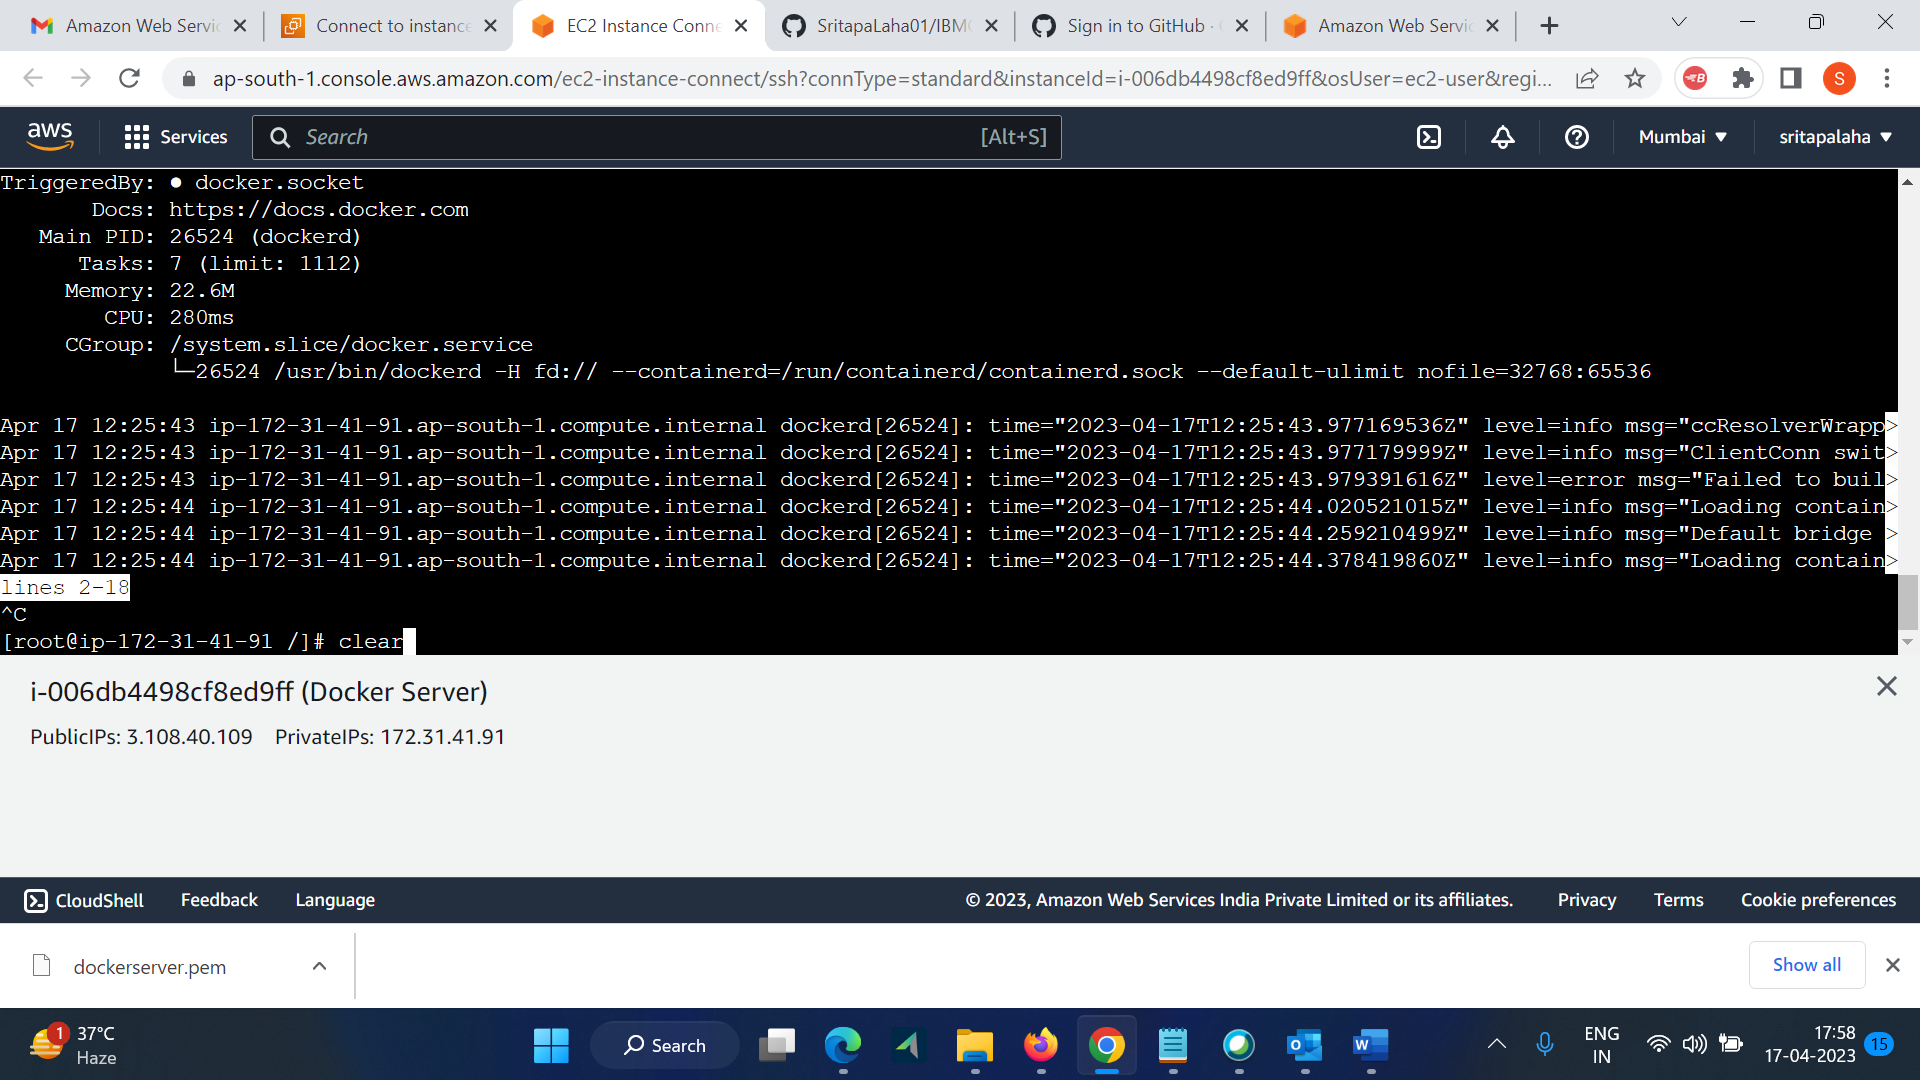 Amazon Web Servi
Connect to instance
EC2 Instance Conne
SritapaLaha01/IBM
Sign in to GitHub ·
Amazon Web Servi
ap-south-1.console.aws.amazon.com/ec2-instance-connect/ssh?connType=standard&instanceId=i-006db4498cf8ed9ff&osUser=ec2-user&regi...
B
S
aws
Services
Search
[Alt+S]
Mumbai ▼
sritapalaha ▼
TriggeredBy: ● docker.socket
Docs: https://docs.docker.com
Main PID: 26524 (dockerd)
Tasks: 7 (limit: 1112)
Memory: 22.6M
CPU: 280ms
CGroup: /system.slice/docker.service
└─26524 /usr/bin/dockerd -H fd:// --containerd=/run/containerd/containerd.sock --default-ulimit nofile=32768:65536
Apr 17 12:25:43 ip-172-31-41-91.ap-south-1.compute.internal dockerd[26524]: time="2023-04-17T12:25:43.977169536Z" level=info msg="ccResolverWrapp>
Apr 17 12:25:43 ip-172-31-41-91.ap-south-1.compute.internal dockerd[26524]: time="2023-04-17T12:25:43.977179999Z" level=info msg="ClientConn swit>
Apr 17 12:25:43 ip-172-31-41-91.ap-south-1.compute.internal dockerd[26524]: time="2023-04-17T12:25:43.979391616Z" level=error msg="Failed to buil>
Apr 17 12:25:44 ip-172-31-41-91.ap-south-1.compute.internal dockerd[26524]: time="2023-04-17T12:25:44.020521015Z" level=info msg="Loading contain>
Apr 17 12:25:44 ip-172-31-41-91.ap-south-1.compute.internal dockerd[26524]: time="2023-04-17T12:25:44.259210499Z" level=info msg="Default bridge >
Apr 17 12:25:44 ip-172-31-41-91.ap-south-1.compute.internal dockerd[26524]: time="2023-04-17T12:25:44.378419860Z" level=info msg="Loading contain>
lines 2-18
^C
[root@ip-172-31-41-91 /]# clear
i-006db4498cf8ed9ff (Docker Server)
PublicIPs: 3.108.40.109 PrivateIPs: 172.31.41.91
CloudShell
Feedback
Language
© 2023, Amazon Web Services India Private Limited or its affiliates.
Privacy
Terms
Cookie preferences
dockerserver.pem
Show all
1
37°C
Haze
Search
ENG
IN
17:58
17-04-2023
15